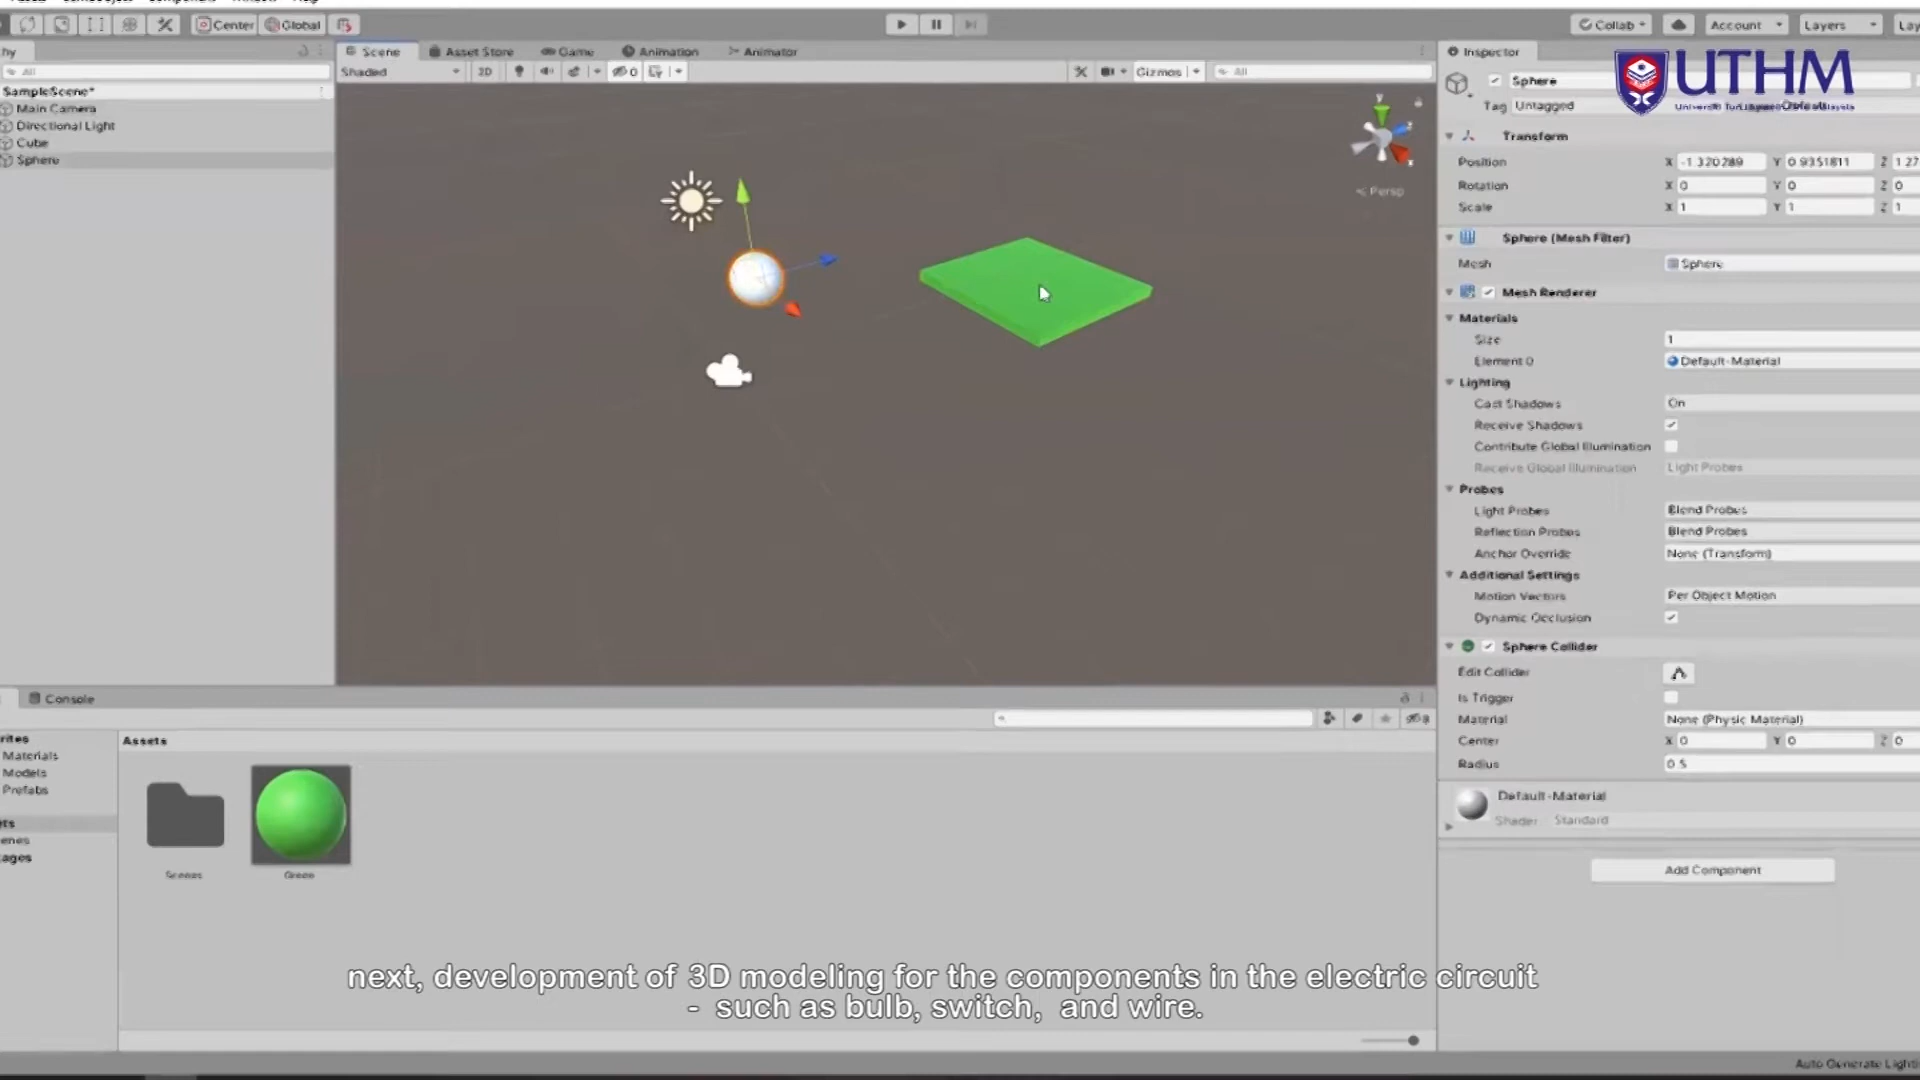 Center Global
Collab Account Layers
Scene Asset Store Game Animation Animator
Inspector
All
Shaded 2D 0 Gizmos All
SampleScene*
Main Camera
Directional Light
Cube
Sphere
y
x
< Persp
UTHM
Sphere
Tag Untagged
Transform
Position X -1.320289 Y 0.9351811 Z 1.27
Rotation X 0 Y 0 Z 0
Scale X 1 Y 1 Z 1
Sphere (Mesh Filter)
Mesh Sphere
Mesh Renderer
Materials
Size 1
Element 0 Default-Material
Lighting
Cast Shadows On
Receive Shadows
Contribute Global Illumination
Receive Global Illumination Light Probes
Probes
Light Probes Blend Probes
Reflection Probes Blend Probes
Anchor Override None (Transform)
Additional Settings
Motion Vectors Per Object Motion
Dynamic Occlusion
Sphere Collider
Edit Collider
Is Trigger
Material None (Physic Material)
Center X 0 Y 0 Z 0
Radius 0.5
Default-Material
Shader Standard
Add Component
Console
rites
Materials
Models
Prefabs
ts
enes
ages
Assets
Scenes
Green
next, development of 3D modeling for the components in the electric circuit
- such as bulb, switch, and wire.
Auto Generate Lighti